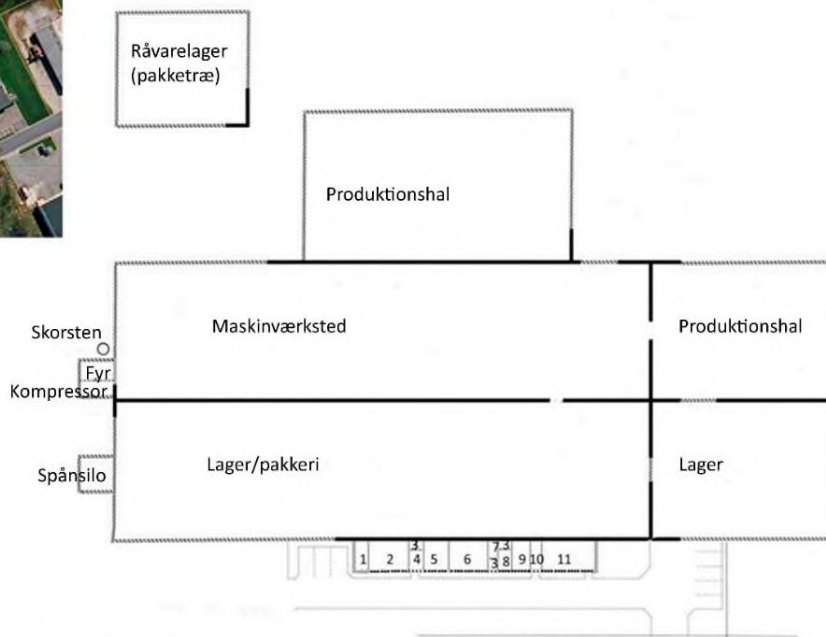 Råvarelager
(pakketræ)
Produktionshal
Maskinværksted
Produktionshal
Skorsten
Fyr
Kompressor
Lager/pakkeri
Lager
Spånsilo
1 2 3 4 5 6 7 3 3 8 9 10 11